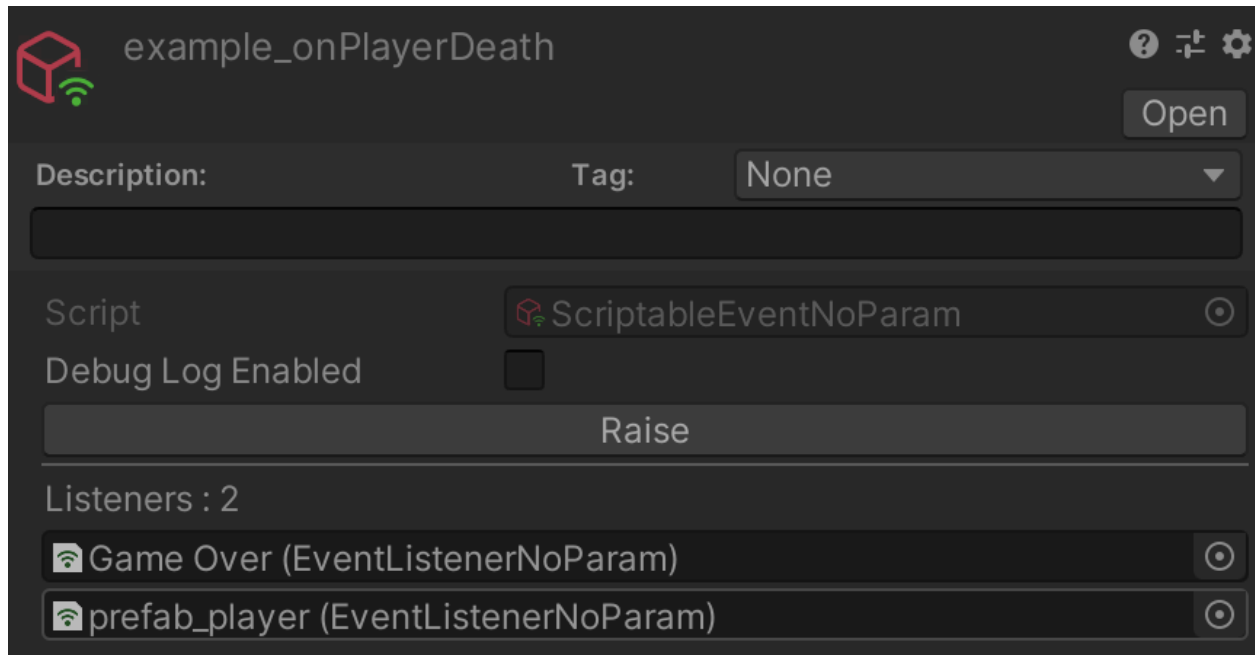 example_onPlayerDeath
Open
Description: Tag: None
Script ScriptableEventNoParam
Debug Log Enabled
Raise
Listeners : 2
Game Over (EventListenerNoParam)
prefab_player (EventListenerNoParam)